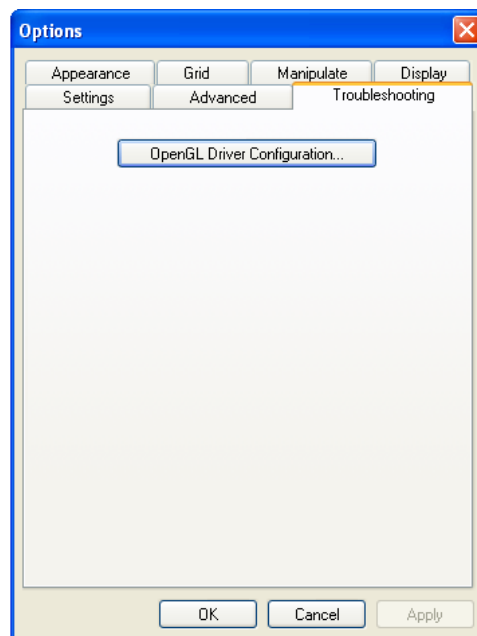 Options
Appearance Grid Manipulate Display
Settings Advanced Troubleshooting
OpenGL Driver Configuration...
OK Cancel Apply